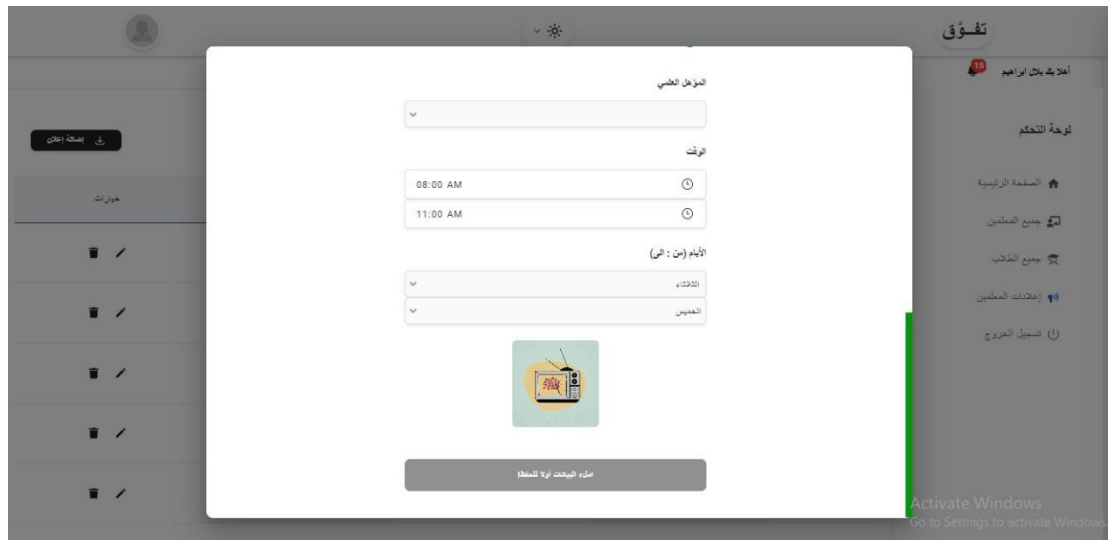 تفــوُّق
أهلا بك بلال ابراهيم
15
لوحة التحكم
الصفحة الرئيسية
جميع المعلمين
جميع الطلاب
إعلانات المعلمين
تسجيل الخروج
المؤهل العلمي
الوقت
08:00 AM
11:00 AM
الأيام (من : الى)
الثلاثاء
الخميس
املاء البيانات أولا للحفظ!
إضافة إعلان
خيارات
Activate Windows
Go to Settings to activate Windows.